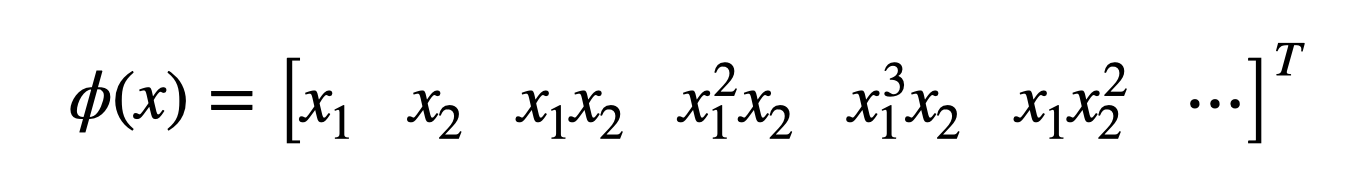 ϕ(x) = [x₁ x₂ x₁x₂ x₁²x₂ x₁³x₂ x₁x₂² ⋯]ᵀ